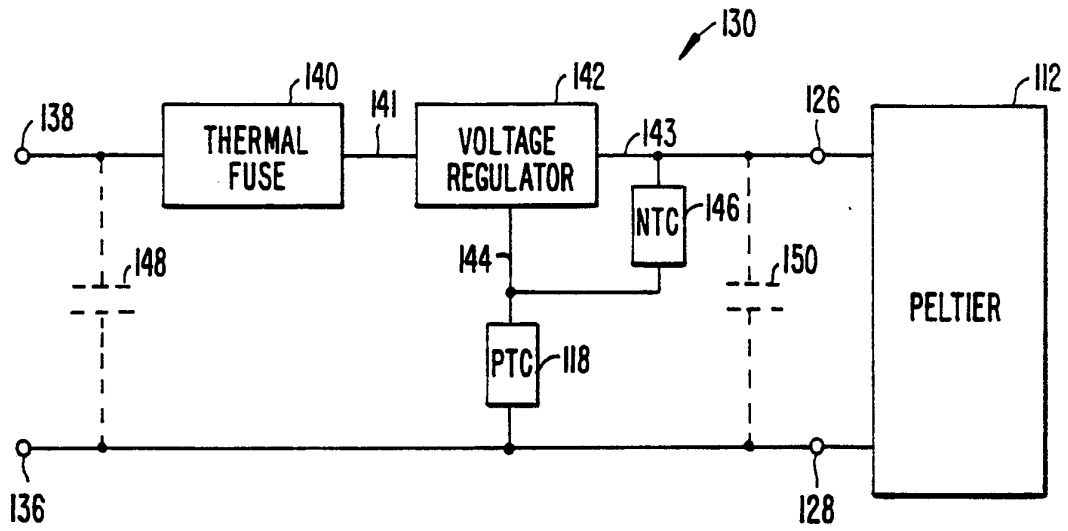 130
140
142
112
138
126
THERMAL
FUSE
141
VOLTAGE
REGULATOR
143
NTC
146
144
148
150
PELTIER
PTC
118
136
128